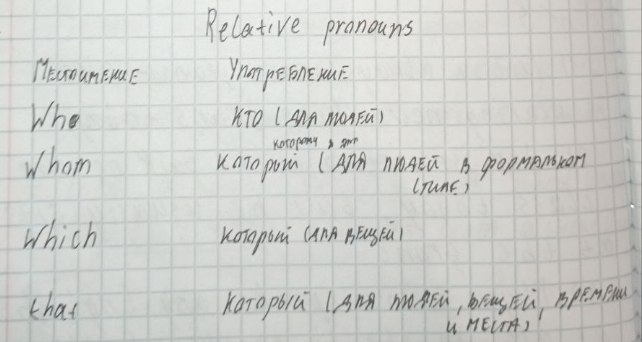 Relative pronouns
Местоимение Употребление
Who кто (для людей)
которому
Whom который (для людей в формальном
стиле)
Which который (для вещей)
that который (для людей, вещей, времени
и места)